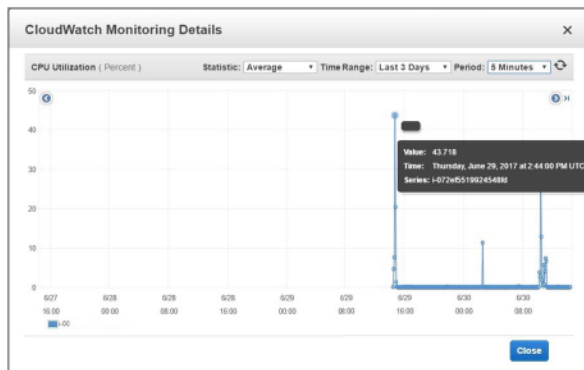 CloudWatch Monitoring Details
×
CPU Utilization ( Percent )
Statistic: Average
Time Range: Last 3 Days
Period: 5 Minutes
50
40
30
20
10
0
Value: 43.718
Time: Thursday, June 29, 2017 at 2:44:00 PM UTC
Series:
6/27 6/28 6/28 6/28 6/29 6/29 6/29 6/30 6/30
16:00 00:00 08:00 16:00 00:00 08:00 16:00 00:00 08:00
i-00
Close